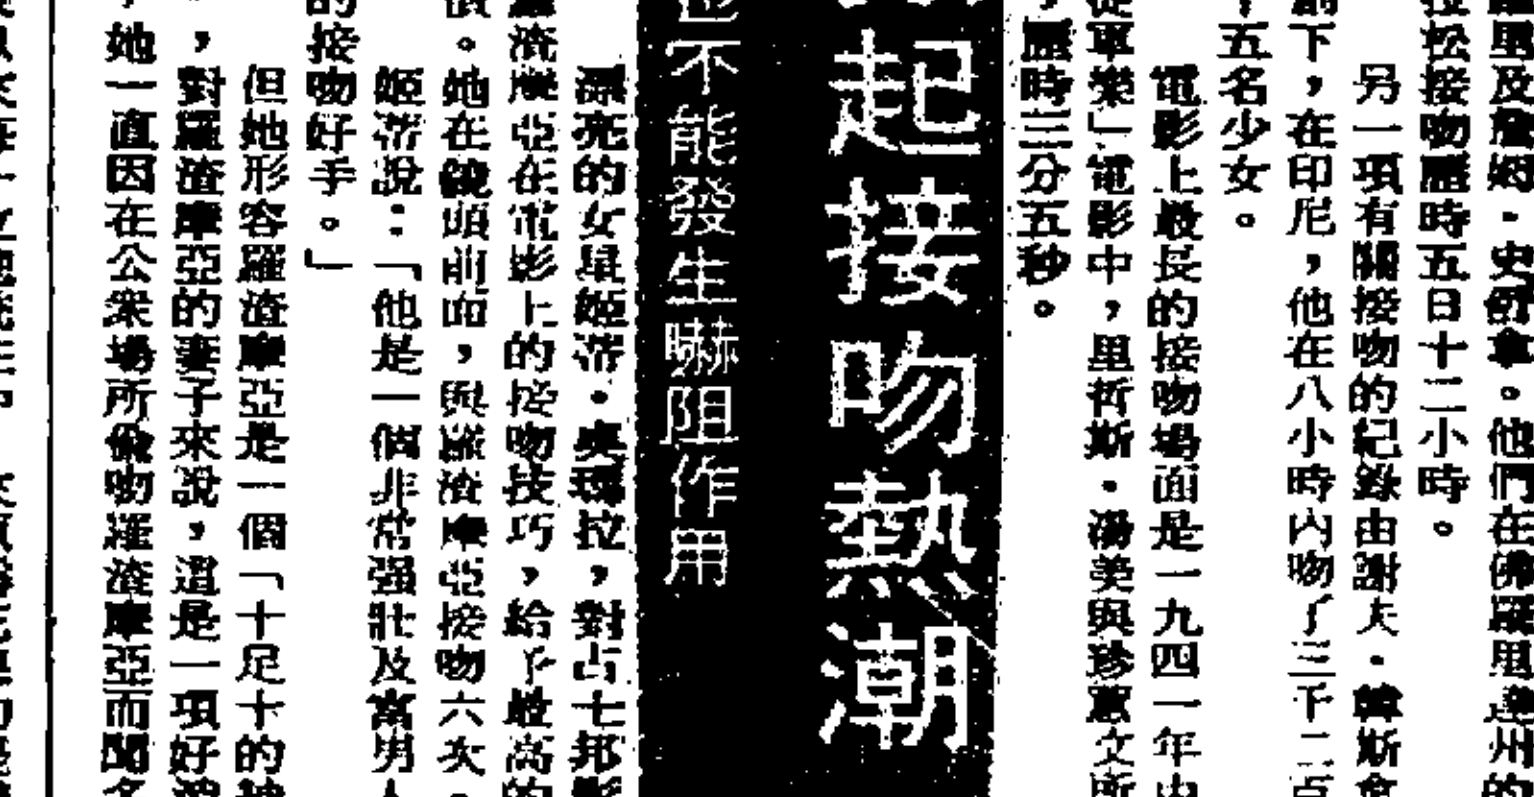 羅里及詹姆·史
他們在佛羅里達州的
拉松接吻歷時五日十二小時。
另一項有關接吻的紀錄由謝夫·韓斯
創下，在印尼，他在八小時內吻了三千二百
五名少女。
電影上最長的接吻場面是一九四一年由
從軍樂」電影中，里哲斯·湯美與珍蕙文所
歷時三分五秒。
起接吻熱潮
也不能發生嚇阻作用
漂亮的女星姬蒂·奧瑪拉，對占士邦影
羅渣摩亞在電影上的接吻技巧，給予最高的
價。她在鏡頭前面，與羅渣摩亞接吻六次。
姬蒂說：「他是一個非常强壯及富男人
的接吻好手。」
但她形容羅渣摩亞是一個「十足十的紳
，對羅渣摩亞的妻子來說，這是一項好消
她一直因在公衆場所偷吻羅渣摩亞而聞名